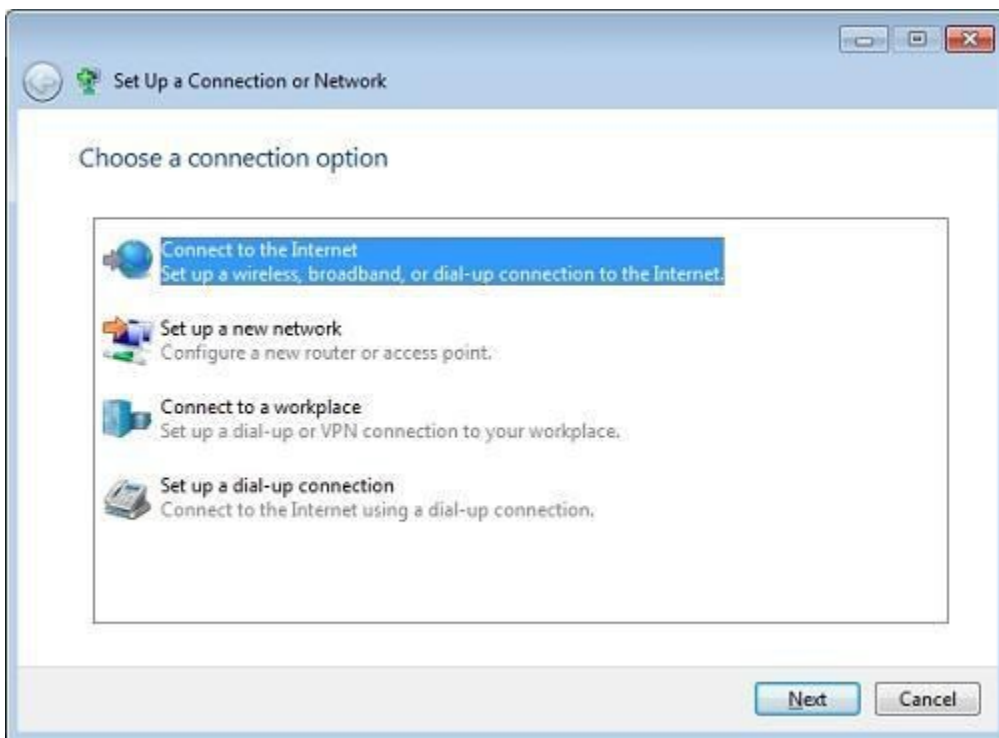 Set Up a Connection or Network
Choose a connection option
Connect to the Internet
Set up a wireless, broadband, or dial-up connection to the Internet.
Set up a new network
Configure a new router or access point.
Connect to a workplace
Set up a dial-up or VPN connection to your workplace.
Set up a dial-up connection
Connect to the Internet using a dial-up connection.
Next Cancel